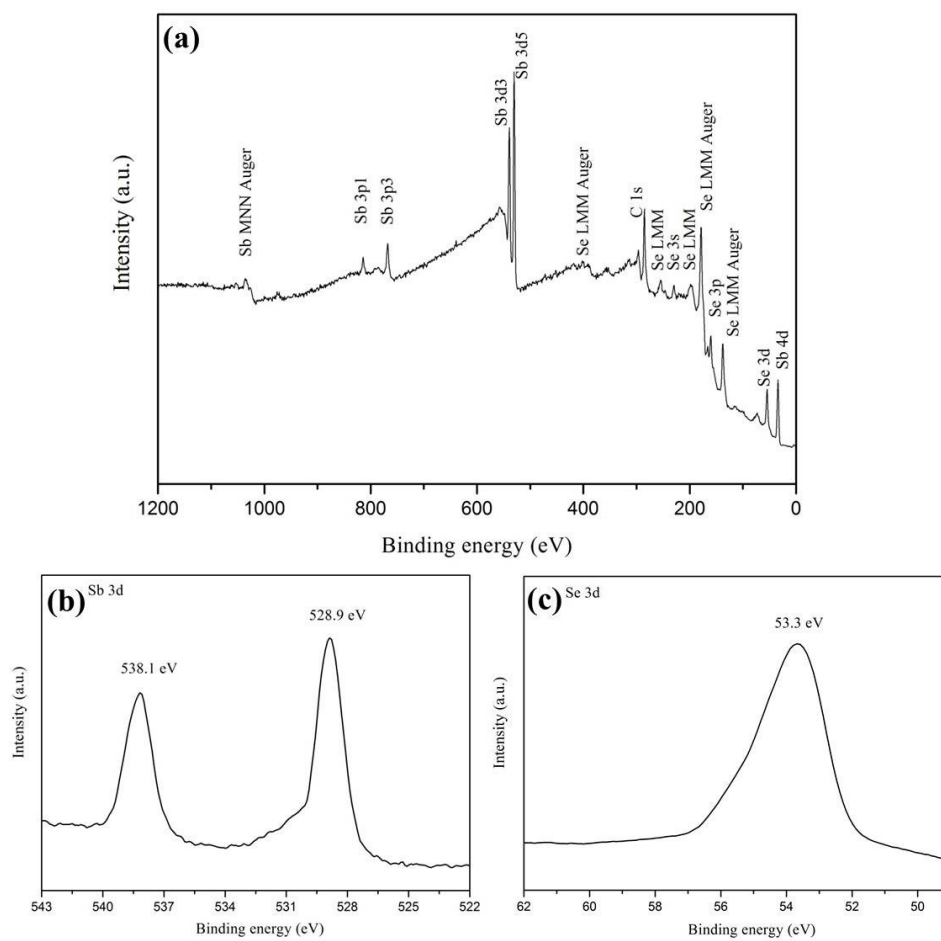 (a)
Sb MNN Auger
Sb 3p1
Sb 3p3
Sb 3d3
Sb 3d5
Se LMM Auger
C 1s
Se LMM
Se 3s
Se LMM
Se LMM Auger
Se 3p
Se LMM Auger
Se 3d
Sb 4d
Intensity (a.u.)
1200 1000 800 600 400 200 0
Binding energy (eV)
(b) Sb 3d
538.1 eV
528.9 eV
Intensity (a.u.)
543 540 537 534 531 528 525 522
Binding energy (eV)
(c) Se 3d
53.3 eV
Intensity (a.u.)
62 60 58 56 54 52 50
Binding energy (eV)